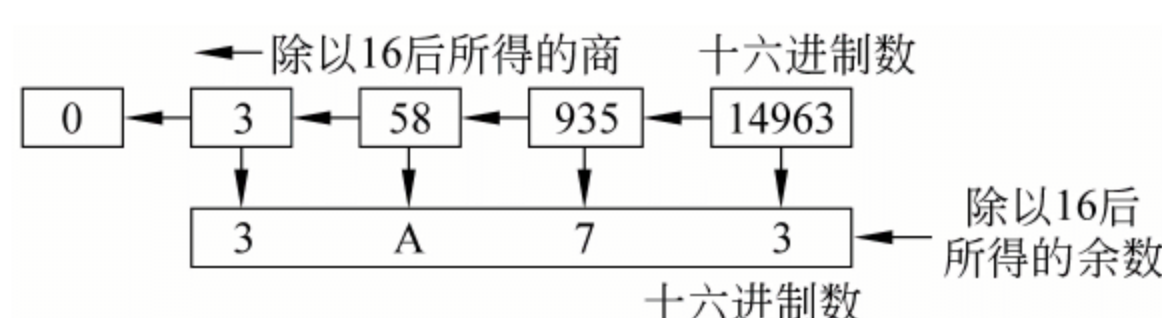 除以16后所得的商 十六进制数
0 3 58 935 14963
3 A 7 3
除以16后
所得的余数
十六进制数